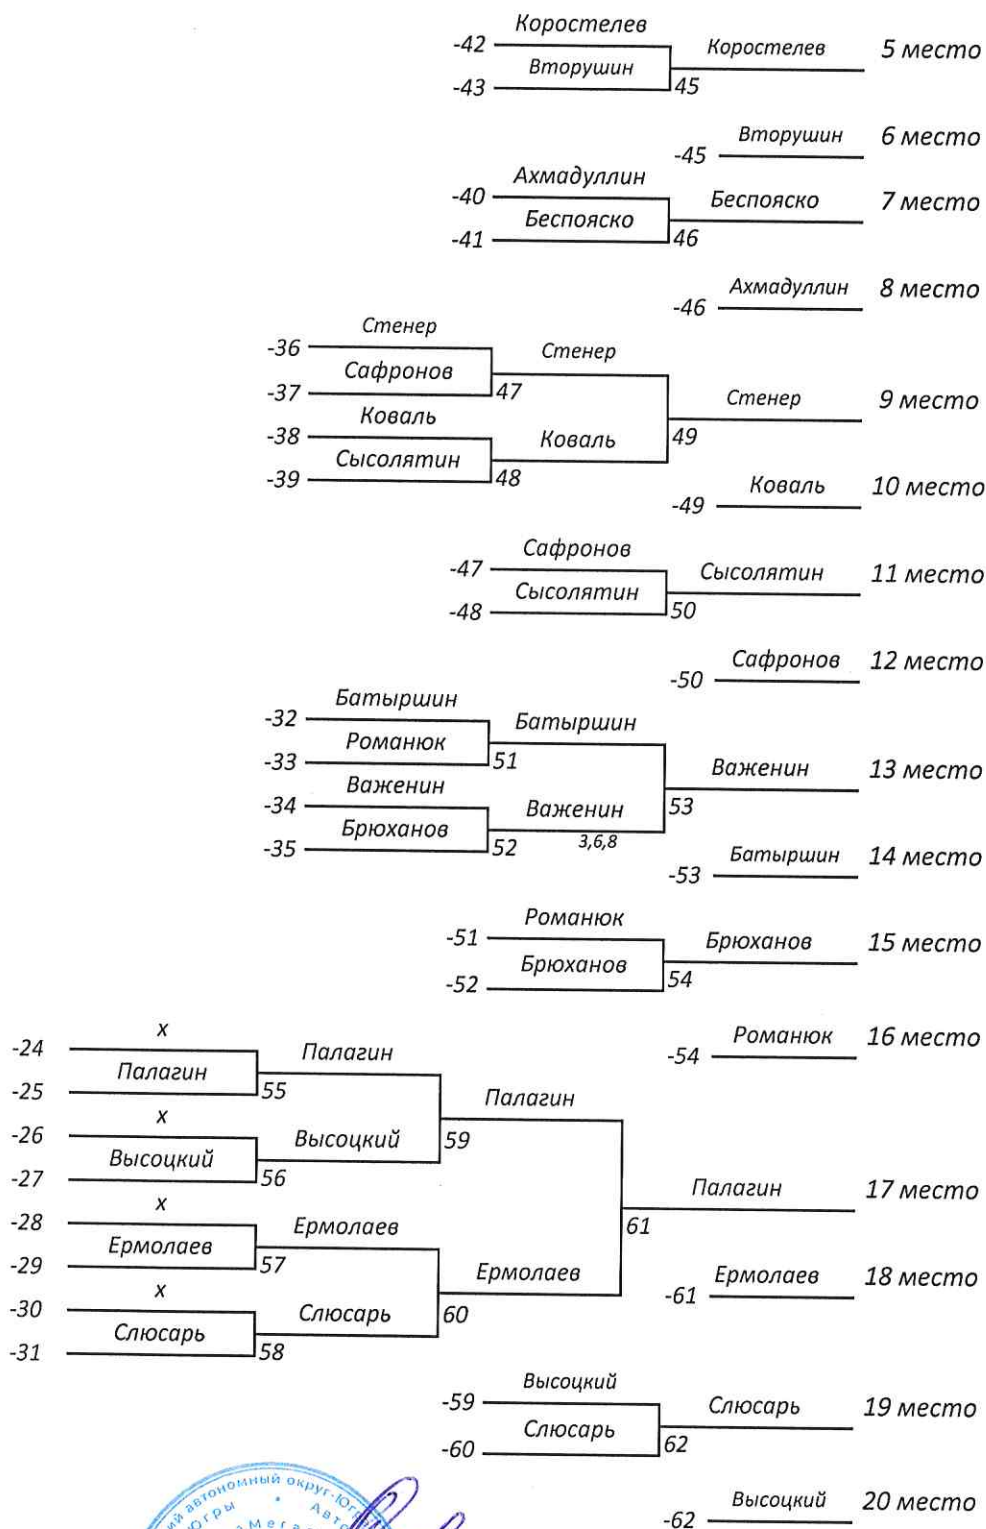 Коростелев
-42 Коростелев 5 место
Вторушин
-43 45
Вторушин 6 место
-45
Ахмадуллин
-40 Беспояско 7 место
Беспояско
-41 46
Ахмадуллин 8 место
-46
Стенер
-36 Стенер
Сафронов
-37 47 Стенер 9 место
Коваль
-38 Коваль 49
Сысолятин
-39 48
Коваль 10 место
-49
Сафронов
-47 Сысолятин 11 место
Сысолятин
-48 50
Сафронов 12 место
-50
Батыршин
-32 Батыршин
Романюк
-33 51 Важенин 13 место
Важенин
-34 Важенин 53
Брюханов
-35 52 3,6,8
Батыршин 14 место
-53
Романюк
-51 Брюханов 15 место
Брюханов
-52 54
х Романюк 16 место
-24 Палагин -54
Палагин
-25 55 Палагин
х
-26 Высоцкий 59
Высоцкий
-27 56 Палагин 17 место
х
-28 Ермолаев 61
Ермолаев
-29 57 Ермолаев Ермолаев 18 место
х -61
-30 Слюсарь 60
Слюсарь
-31 58
Высоцкий
-59 Слюсарь 19 место
Слюсарь
-60 62
автономный округ-Югры
Югры
Высоцкий 20 место
-62